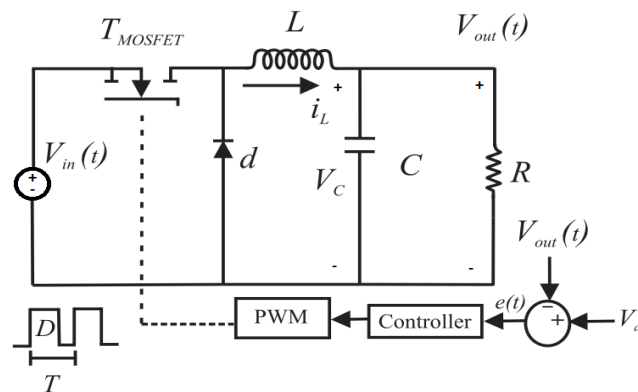 T_MOSFET
L
V_out(t)
+
+
i_L
V_in(t)
+
-
d
V_C
C
R
-
-
V_out(t)
D
T
PWM
Controller
e(t)
−
+